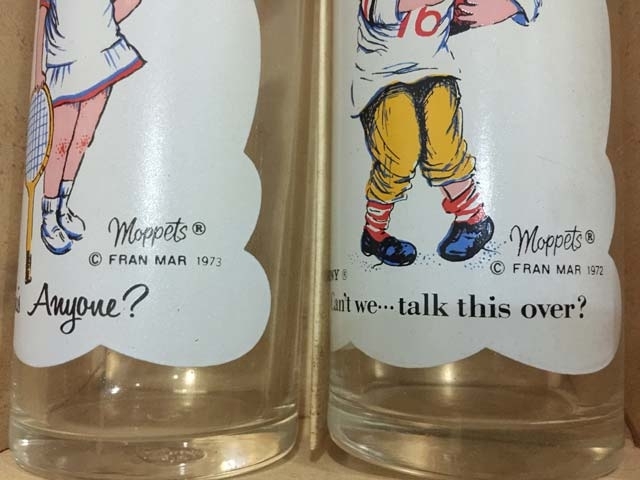 Moppets®
© FRAN MAR 1973
Anyone?
16
Moppets®
© FRAN MAR 1972
Can't we... talk this over?